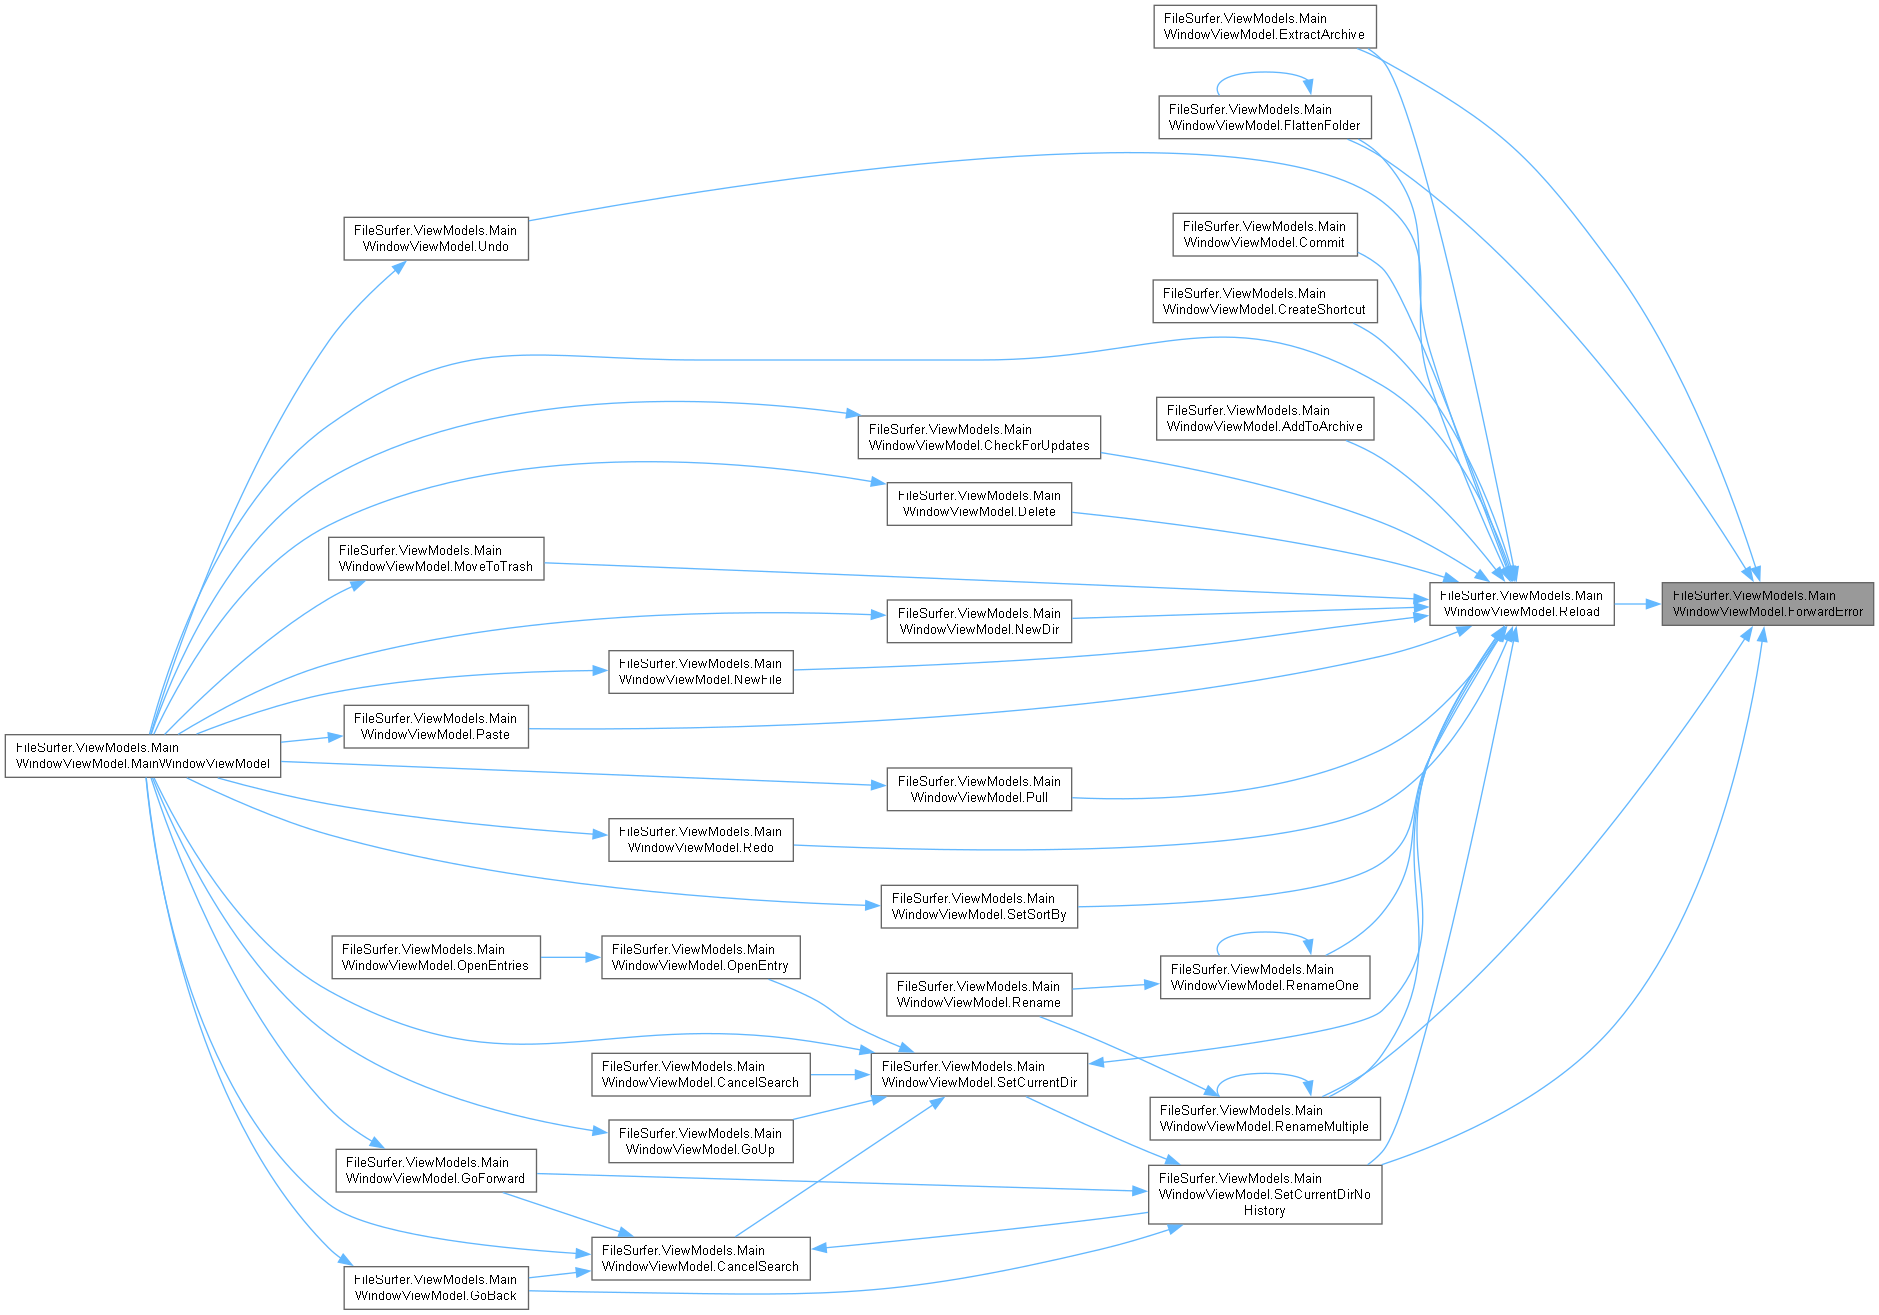 FileSurfer.ViewModels.Main
WindowViewModel.ExtractArchive
FileSurfer.ViewModels.Main
WindowViewModel.FlattenFolder
FileSurfer.ViewModels.Main
WindowViewModel.Undo
FileSurfer.ViewModels.Main
WindowViewModel.Commit
FileSurfer.ViewModels.Main
WindowViewModel.CreateShortcut
FileSurfer.ViewModels.Main
WindowViewModel.AddToArchive
FileSurfer.ViewModels.Main
WindowViewModel.CheckForUpdates
FileSurfer.ViewModels.Main
WindowViewModel.Delete
FileSurfer.ViewModels.Main
WindowViewModel.MoveToTrash
FileSurfer.ViewModels.Main
WindowViewModel.Reload
FileSurfer.ViewModels.Main
WindowViewModel.ForwardError
FileSurfer.ViewModels.Main
WindowViewModel.NewDir
FileSurfer.ViewModels.Main
WindowViewModel.NewFile
FileSurfer.ViewModels.Main
WindowViewModel.Paste
FileSurfer.ViewModels.Main
WindowViewModel.MainWindowViewModel
FileSurfer.ViewModels.Main
WindowViewModel.Pull
FileSurfer.ViewModels.Main
WindowViewModel.Redo
FileSurfer.ViewModels.Main
WindowViewModel.SetSortBy
FileSurfer.ViewModels.Main
WindowViewModel.OpenEntries
FileSurfer.ViewModels.Main
WindowViewModel.OpenEntry
FileSurfer.ViewModels.Main
WindowViewModel.RenameOne
FileSurfer.ViewModels.Main
WindowViewModel.Rename
FileSurfer.ViewModels.Main
WindowViewModel.CancelSearch
FileSurfer.ViewModels.Main
WindowViewModel.SetCurrentDir
FileSurfer.ViewModels.Main
WindowViewModel.RenameMultiple
FileSurfer.ViewModels.Main
WindowViewModel.GoUp
FileSurfer.ViewModels.Main
WindowViewModel.GoForward
FileSurfer.ViewModels.Main
WindowViewModel.SetCurrentDirNo
History
FileSurfer.ViewModels.Main
WindowViewModel.CancelSearch
FileSurfer.ViewModels.Main
WindowViewModel.GoBack